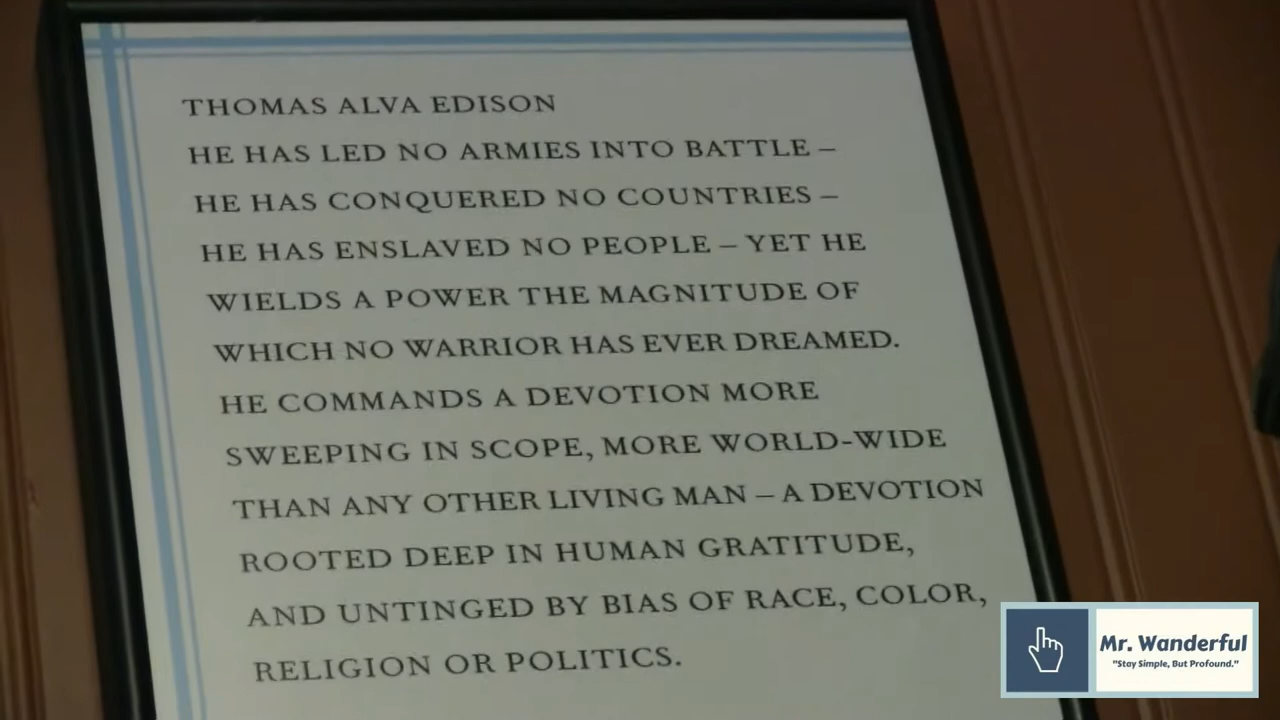 THOMAS ALVA EDISON
HE HAS LED NO ARMIES INTO BATTLE –
HE HAS CONQUERED NO COUNTRIES –
HE HAS ENSLAVED NO PEOPLE – YET HE
WIELDS A POWER THE MAGNITUDE OF
WHICH NO WARRIOR HAS EVER DREAMED.
HE COMMANDS A DEVOTION MORE
SWEEPING IN SCOPE, MORE WORLD-WIDE
THAN ANY OTHER LIVING MAN – A DEVOTION
ROOTED DEEP IN HUMAN GRATITUDE,
AND UNTINGED BY BIAS OF RACE, COLOR,
RELIGION OR POLITICS.
Mr. Wanderful
"Stay Simple, But Profound."